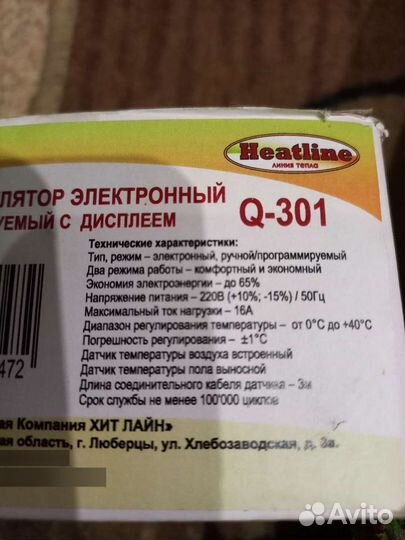 Heatline
ЛИНИЯ ТЕПЛА
ЛЯТОР ЭЛЕКТРОННЫЙ
УЕМЫЙ С ДИСПЛЕЕМ
Q-301
Технические характеристики:
Тип, режим – электронный, ручной/программируемый
Два режима работы – комфортный и экономный
Экономия электроэнергии – до 65%
Напряжение питания – 220В (+10%; -15%) / 50Гц
Максимальный ток нагрузки – 16А
Диапазон регулирования температуры – от 0°С до +40°С
Погрешность регулирования – ±1°С
Датчик температуры воздуха встроенный
Датчик температуры пола выносной
Длина соединительного кабеля датчика – 3м
Срок службы не менее 100'000 циклов
472
ая Компания ХИТ ЛАЙН»
ая область, г. Люберцы, ул. Хлебозаводская, д. 8а.
Avito